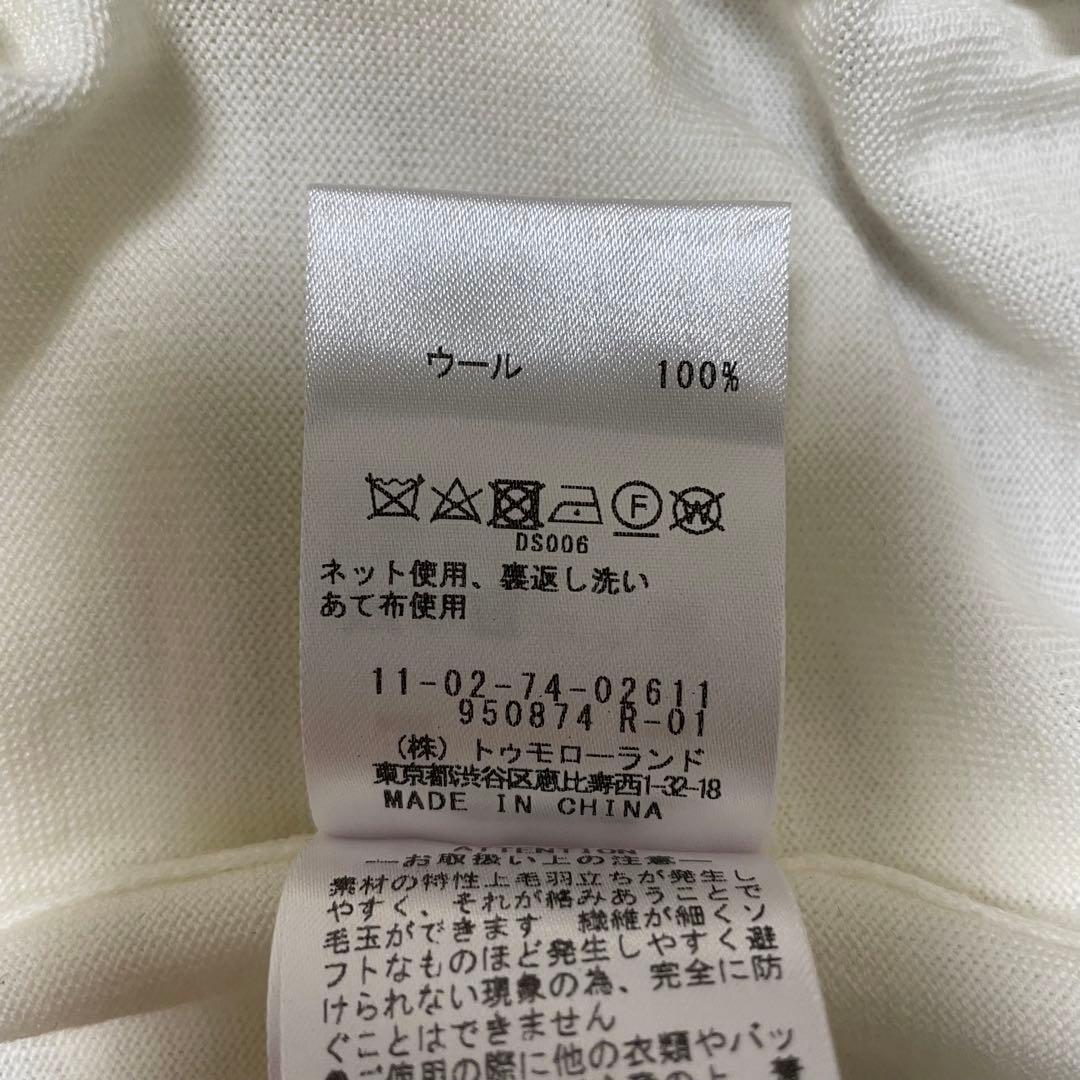 ウール 100%
F W
DS006
ネット使用、裏返し洗い
あて布使用
11-02-74-02611
950874 R-01
(株) トゥモローランド
東京都渋谷区恵比寿西1-32-18
MADE IN CHINA
ATTENTION
お取扱い上の注意
素材の特性上毛羽立ちが発生し
やすく、それが絡みあうことで
毛玉ができます 繊維が細くソ
フトなものほど発生しやすく避
けられない現象の為、完全に防
ぐことはできません
ご使用の際に他の衣類やバッ